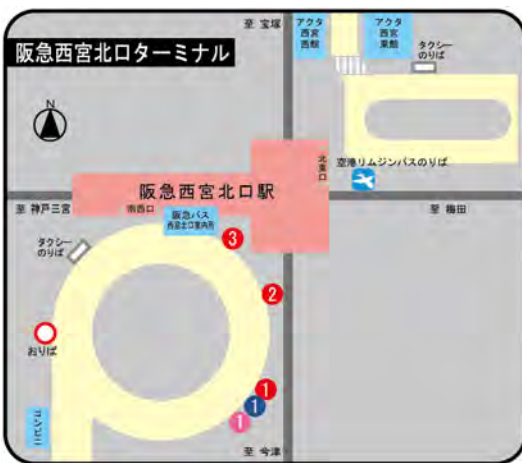 阪急西宮北口ターミナル
至 宝塚
アクタ
西宮
西館
アクタ
西宮
東館
タクシー
のりば
N
北東口
空港リムジンバスのりば
阪急西宮北口駅
至 神戸三宮
南西口
至 梅田
阪急バス
西宮北口案内所
タクシー
のりば
3
2
おりば
1
1
1
至 今津